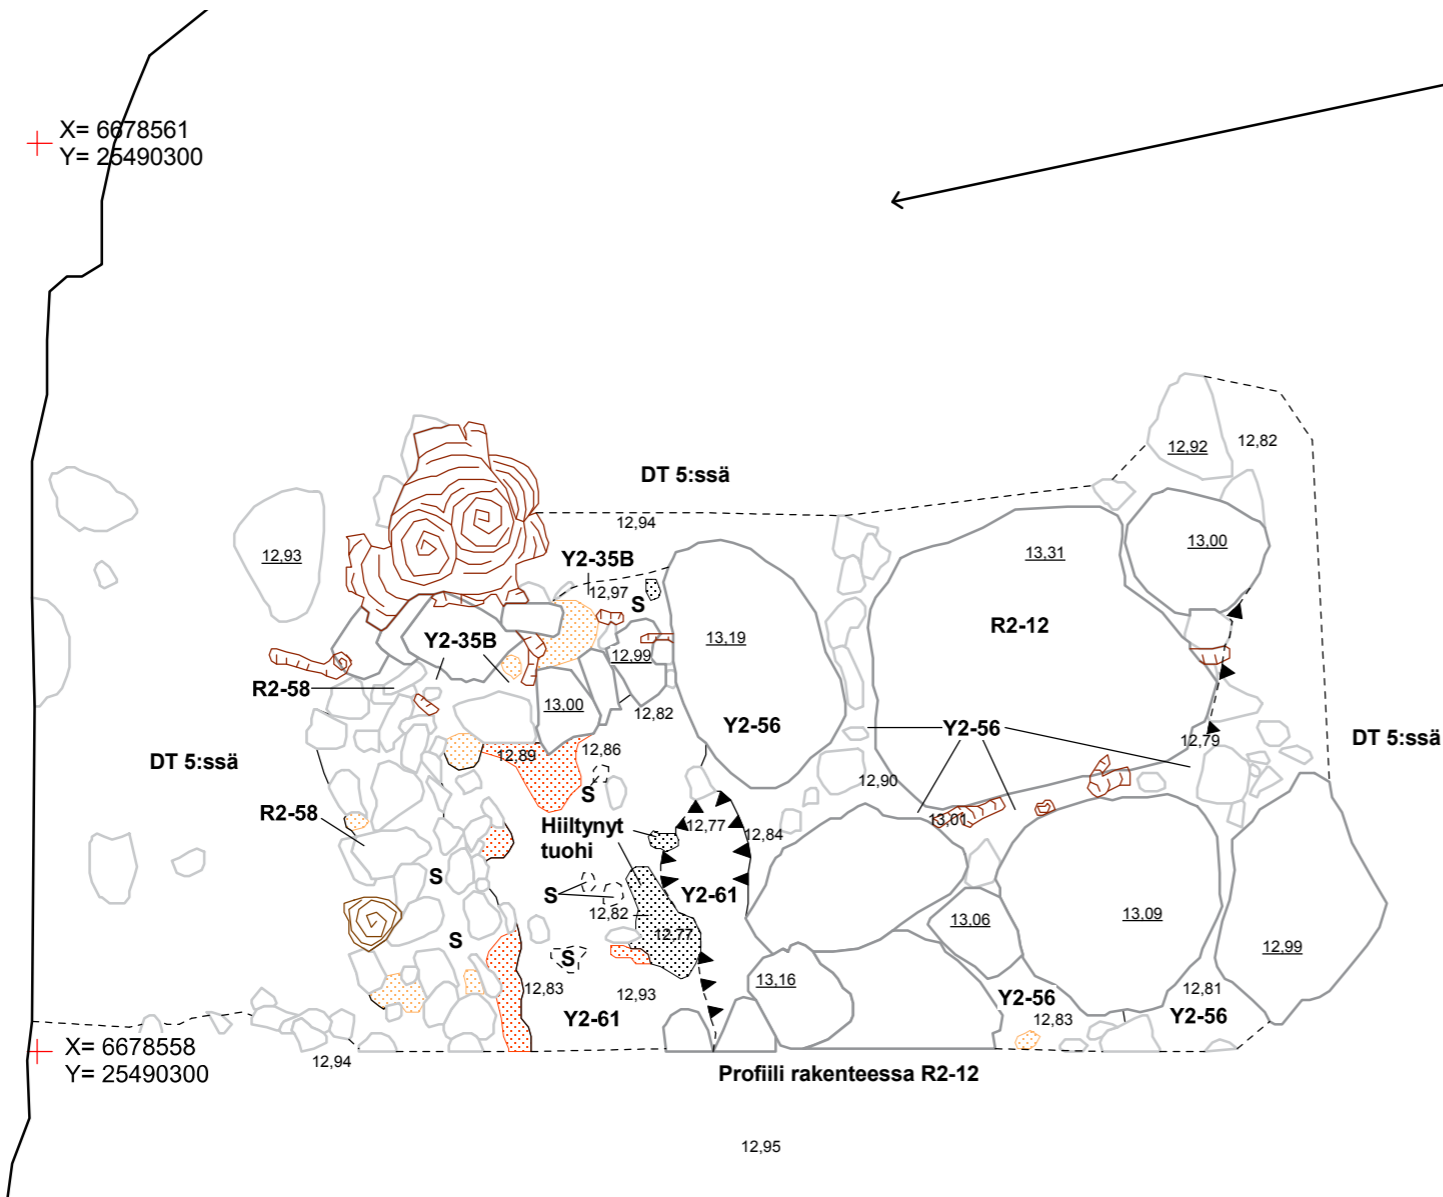 X= 6678561
Y= 25490300
12,92
12,82
DT 5:ssä
12,94
12,93
13,31
13,00
Y2-35B
12,97
S
R2-12
13,19
Y2-35B
12,99
R2-58
13,00
12,82
Y2-56
Y2-56
12,79
DT 5:ssä
12,86
12,89
DT 5:ssä
12,90
S
R2-58
Hiiltynyt
tuohi
12,77
12,84
13,01
S
S
Y2-61
12,82
13,06
13,09
S
12,77
12,99
S
13,16
12,83
12,93
Y2-56
12,81
Y2-61
12,83
Y2-56
X= 6678558
Y= 25490300
12,94
Profiili rakenteessa R2-12
12,95